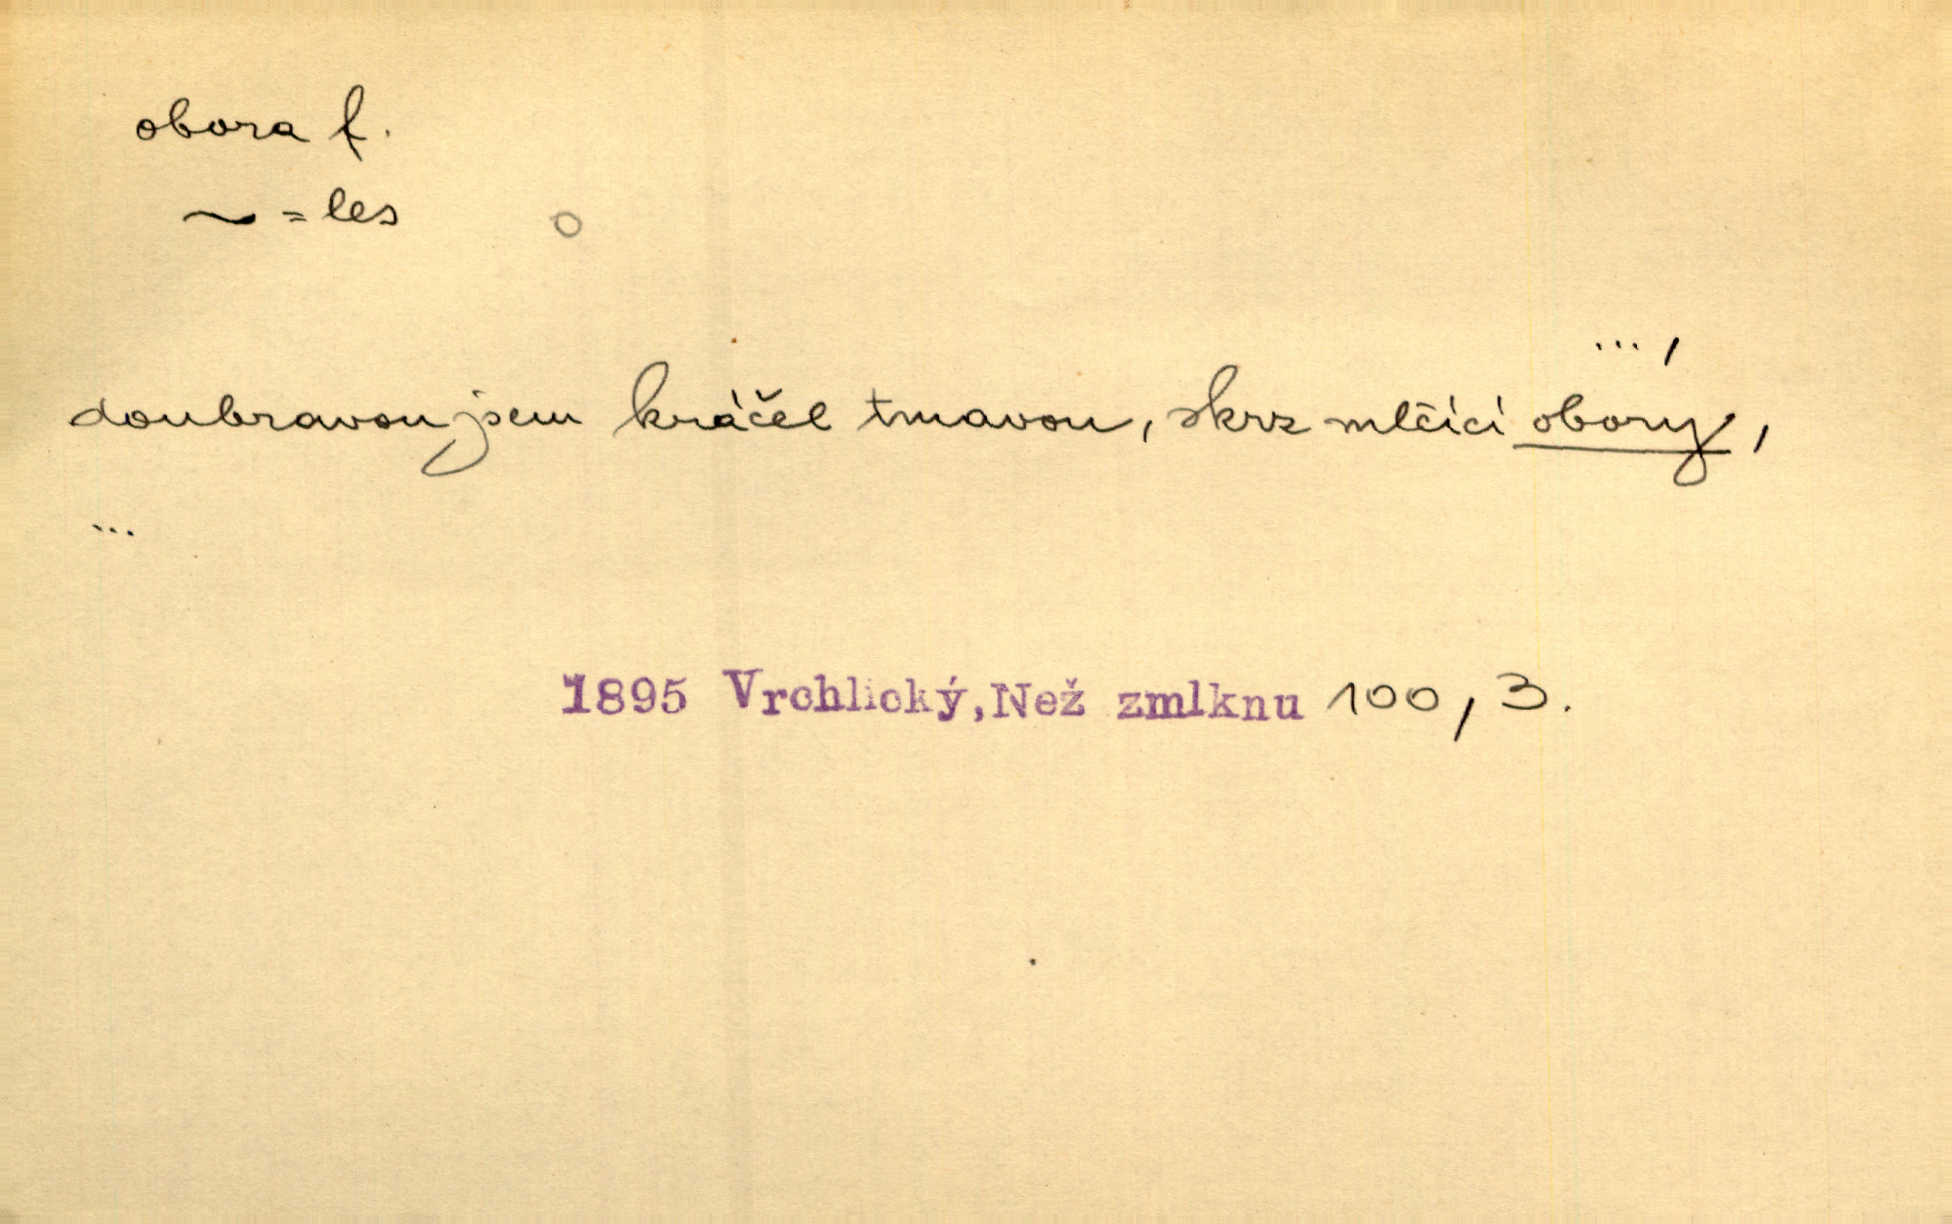 obora f.
~ = les
... ,
doubravou jsem kráčel tmavou, skrz mlčící obory,
...
1895 Vrchlický, Než zmlknu 100, 3.